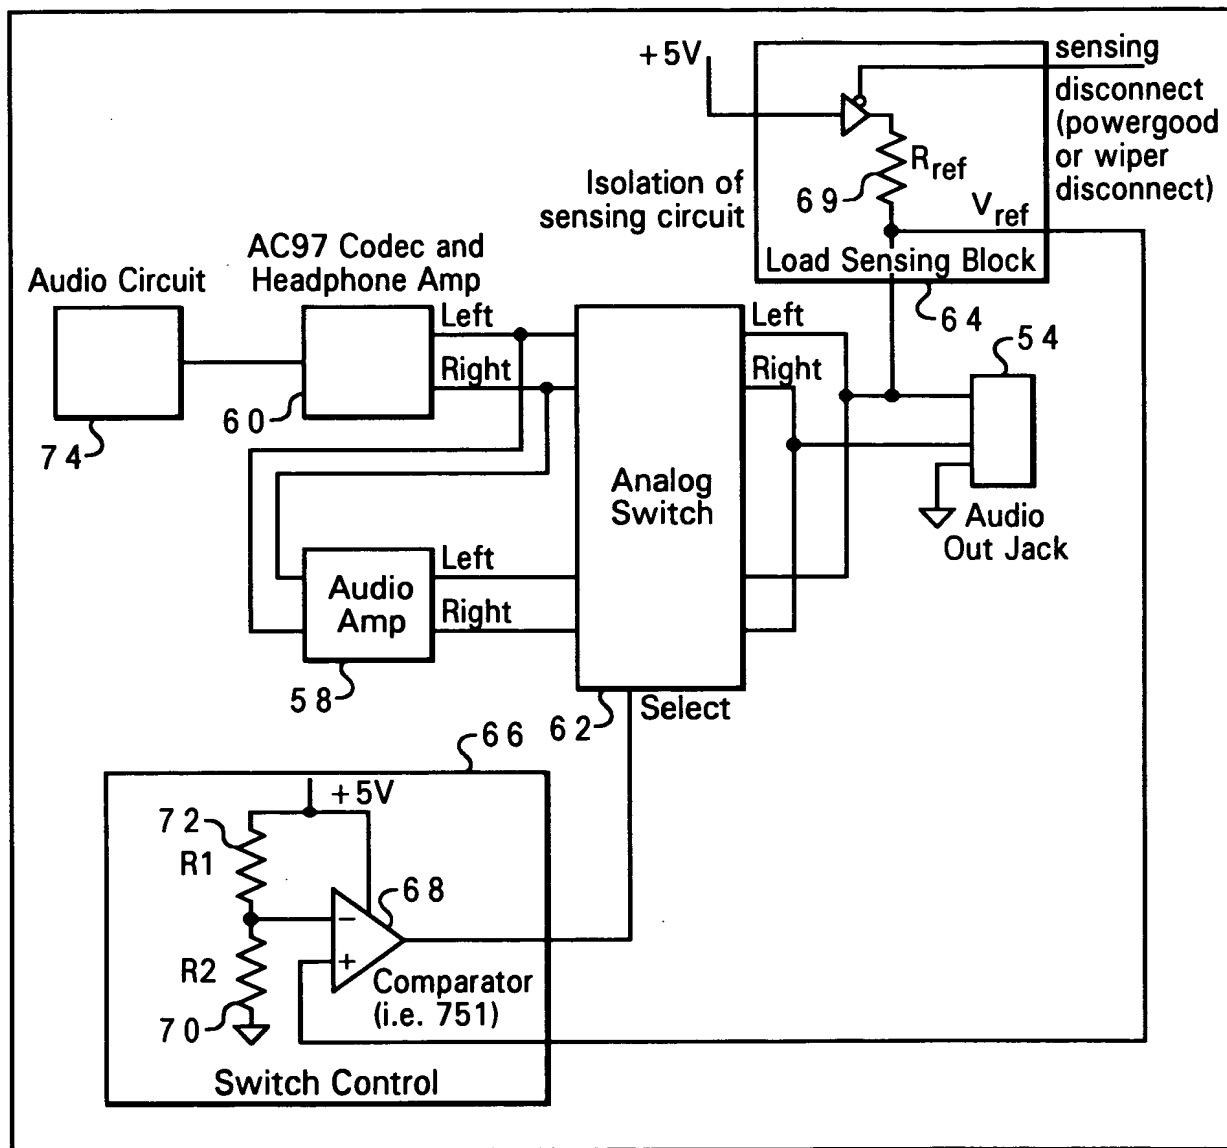 +5V
sensing
disconnect
(powergood
or wiper
disconnect)
Rref
69
Vref
Isolation of
sensing circuit
Load Sensing Block
64
AC97 Codec and
Headphone Amp
Audio Circuit
Left
Right
60
74
Left
Right
54
Analog
Switch
Audio
Out Jack
Audio
Amp
Left
Right
58
62
Select
66
+5V
72
R1
68
−
+
R2
70
Comparator
(i.e. 751)
Switch Control